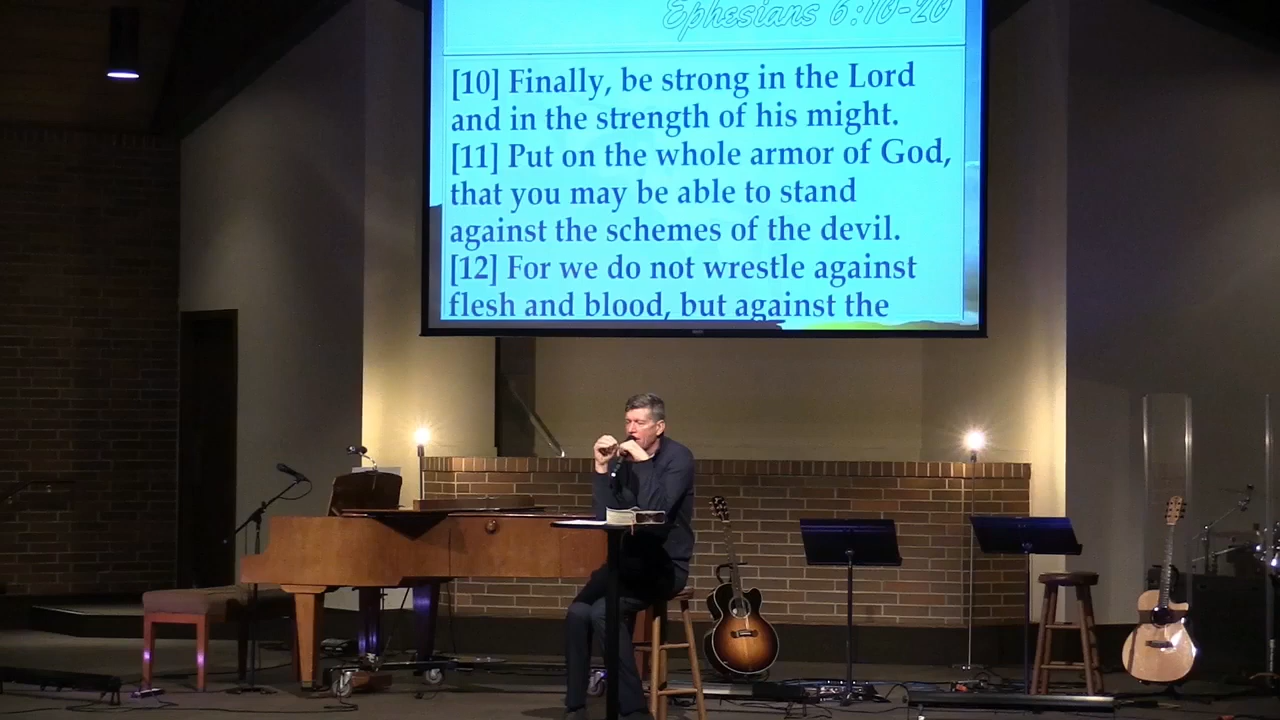 Ephesians 6:10-20
[10] Finally, be strong in the Lord
and in the strength of his might.
[11] Put on the whole armor of God,
that you may be able to stand
against the schemes of the devil.
[12] For we do not wrestle against
flesh and blood, but against the